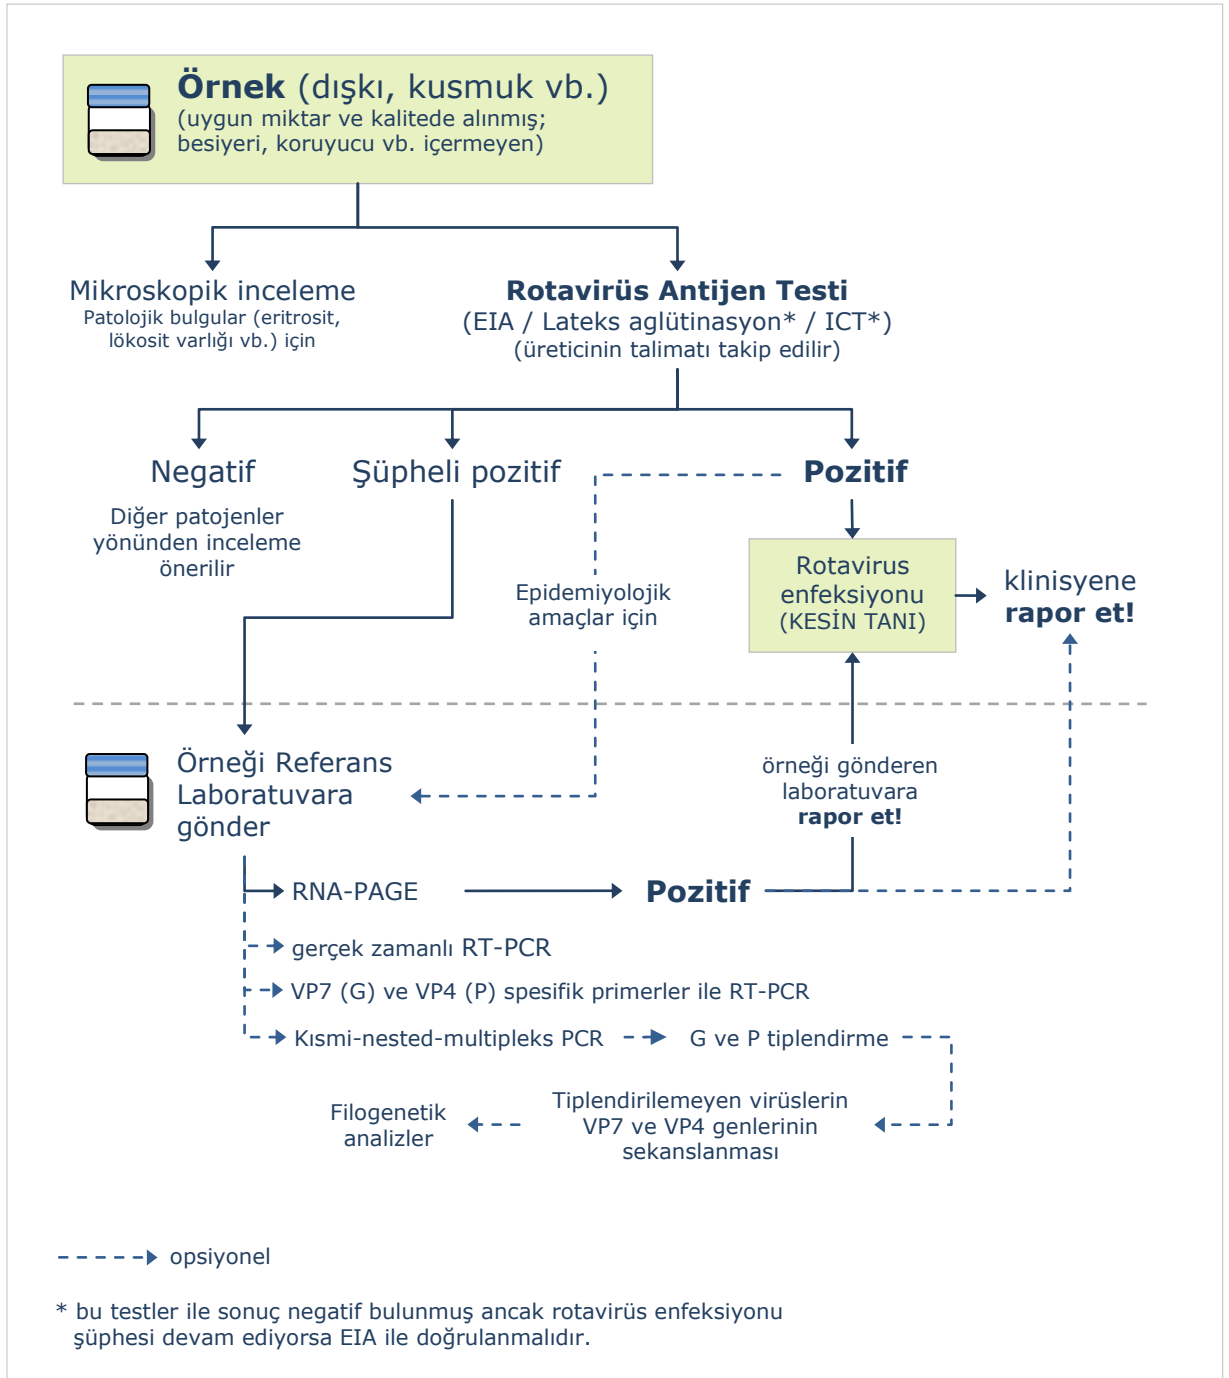 Örnek (dışkı, kusmuk vb.)
(uygun miktar ve kalitede alınmış;
besiyeri, koruyucu vb. içermeyen)
Mikroskopik inceleme
Patolojik bulgular (eritrosit,
lökosit varlığı vb.) için
Rotavirüs Antijen Testi
(EIA / Lateks aglütinasyon* / ICT*)
(üreticinin talimatı takip edilir)
Negatif
Diğer patojenler
yönünden inceleme
önerilir
Şüpheli pozitif
Pozitif
Epidemiyolojik
amaçlar için
Rotavirus
enfeksiyonu
(KESİN TANI)
klinisyene
rapor et!
Örneği Referans
Laboratuvara
gönder
örneği gönderen
laboratuvara
rapor et!
RNA-PAGE
Pozitif
gerçek zamanlı RT-PCR
VP7 (G) ve VP4 (P) spesifik primerler ile RT-PCR
Kısmi-nested-multipleks PCR
G ve P tiplendirme
Tiplendirilemeyen virüslerin
VP7 ve VP4 genlerinin
sekanslanması
Filogenetik
analizler
opsiyonel
* bu testler ile sonuç negatif bulunmuş ancak rotavirüs enfeksiyonu
şüphesi devam ediyorsa EIA ile doğrulanmalıdır.